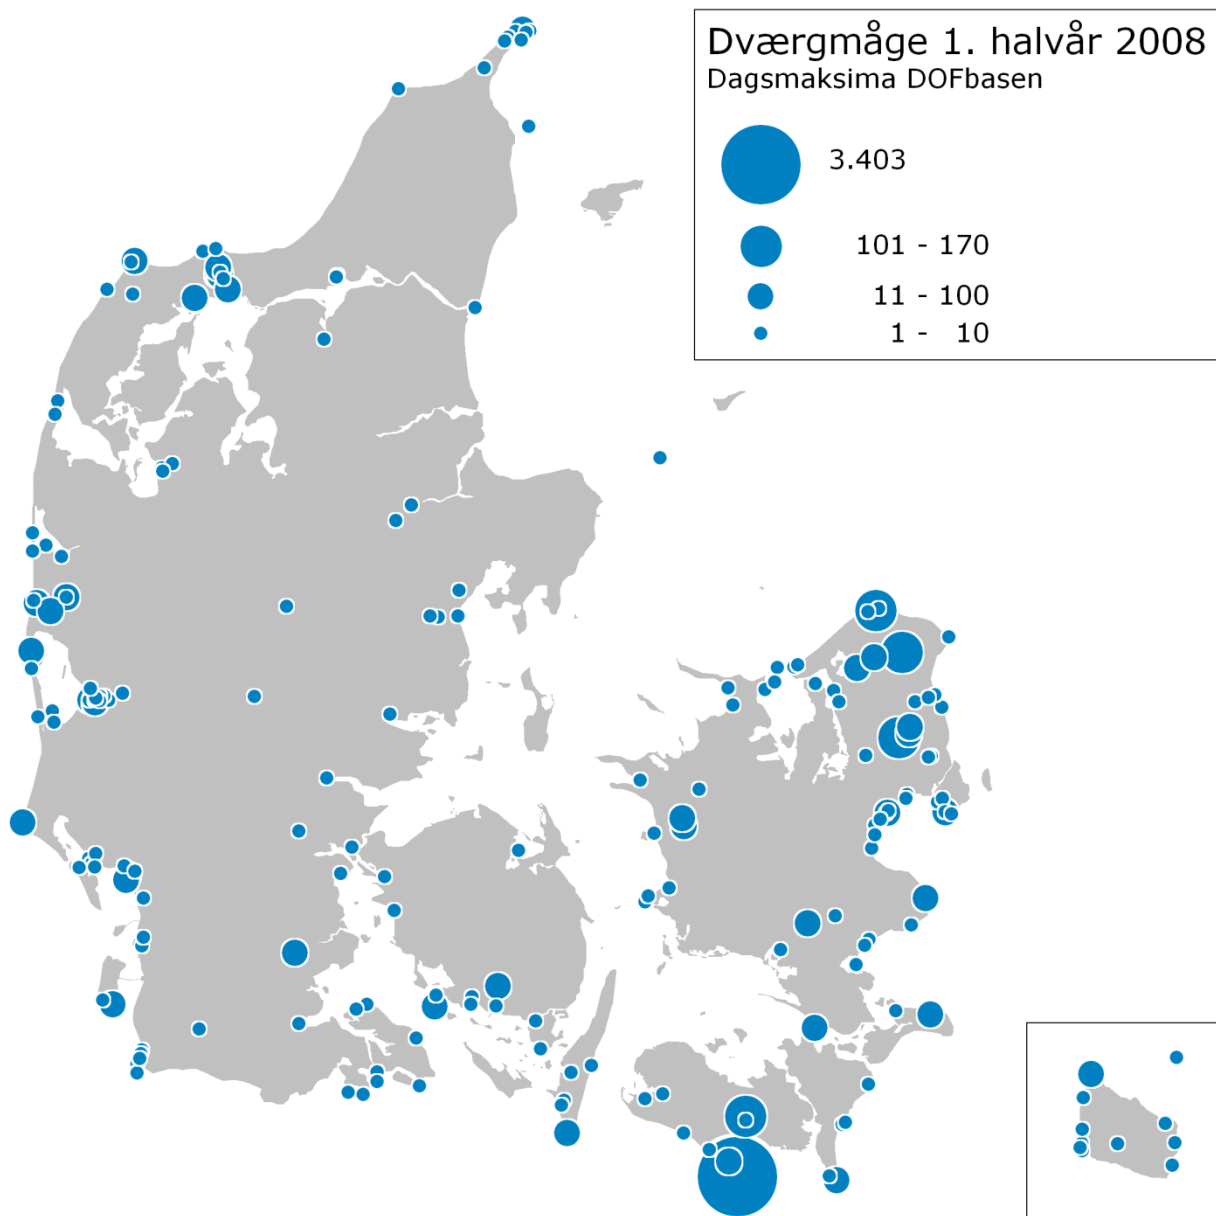 Dværgmåge 1. halvår 2008
Dagsmaksima DOFbasen
3.403
101 - 170
11 - 100
1 - 10